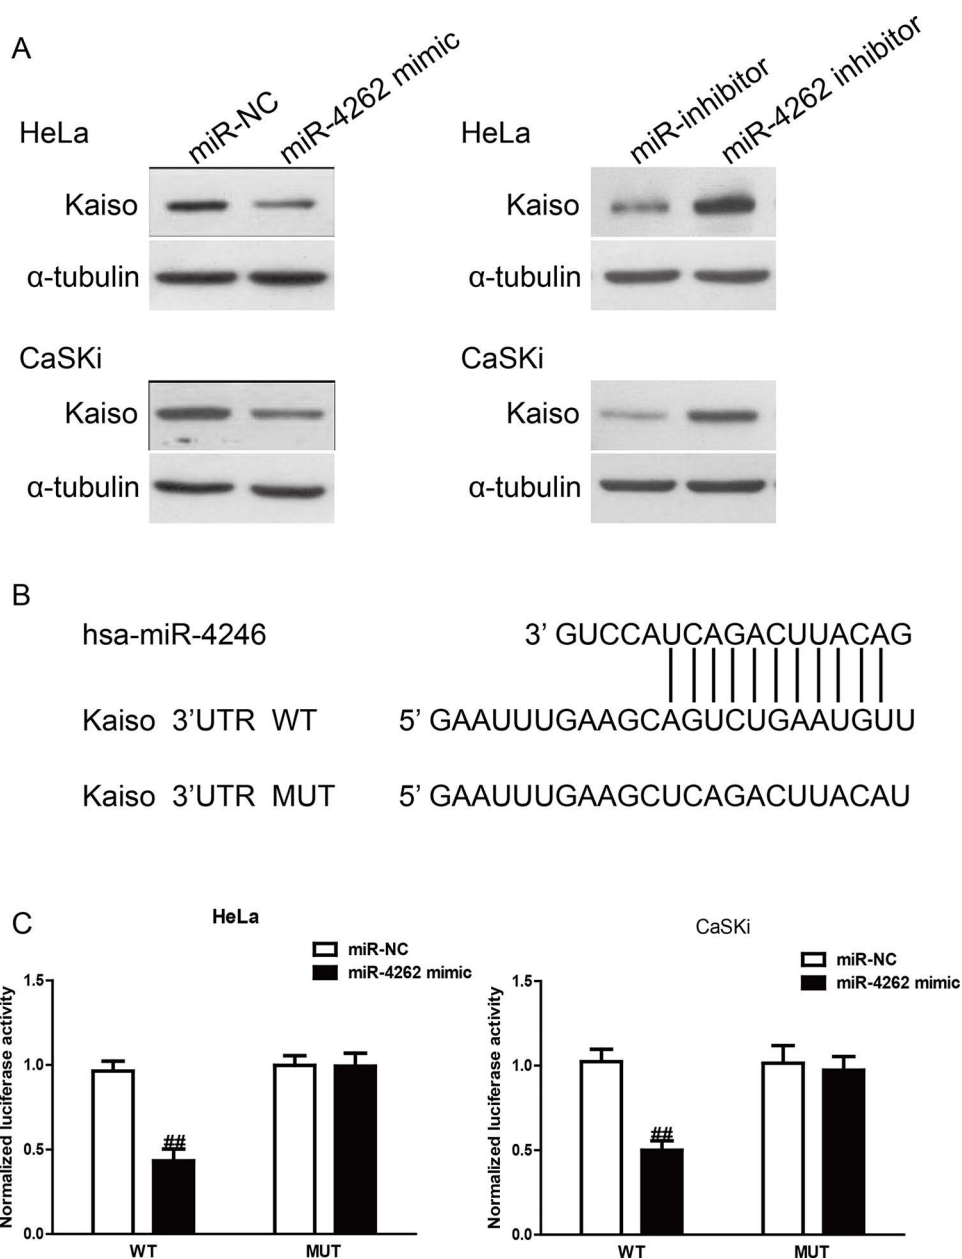 A
miR-NC
miR-4262 mimic
miR-inhibitor
miR-4262 inhibitor
HeLa
HeLa
Kaiso
Kaiso
α-tubulin
α-tubulin
CaSKi
CaSKi
Kaiso
Kaiso
α-tubulin
α-tubulin
B
hsa-miR-4246 3’ GUCCAUCAGACUUACAG
Kaiso 3’UTR WT 5’ GAAUUUGAAGCAGUCUGAAUGUU
Kaiso 3’UTR MUT 5’ GAAUUUGAAGCUCAGACUUACAU
C
HeLa
miR-NC
miR-4262 mimic
Normalized luciferase activity
1.5
1.0
0.5
0.0
##
WT
MUT
CaSKi
miR-NC
miR-4262 mimic
Normalized luciferase activity
1.5
1.0
0.5
0.0
##
WT
MUT